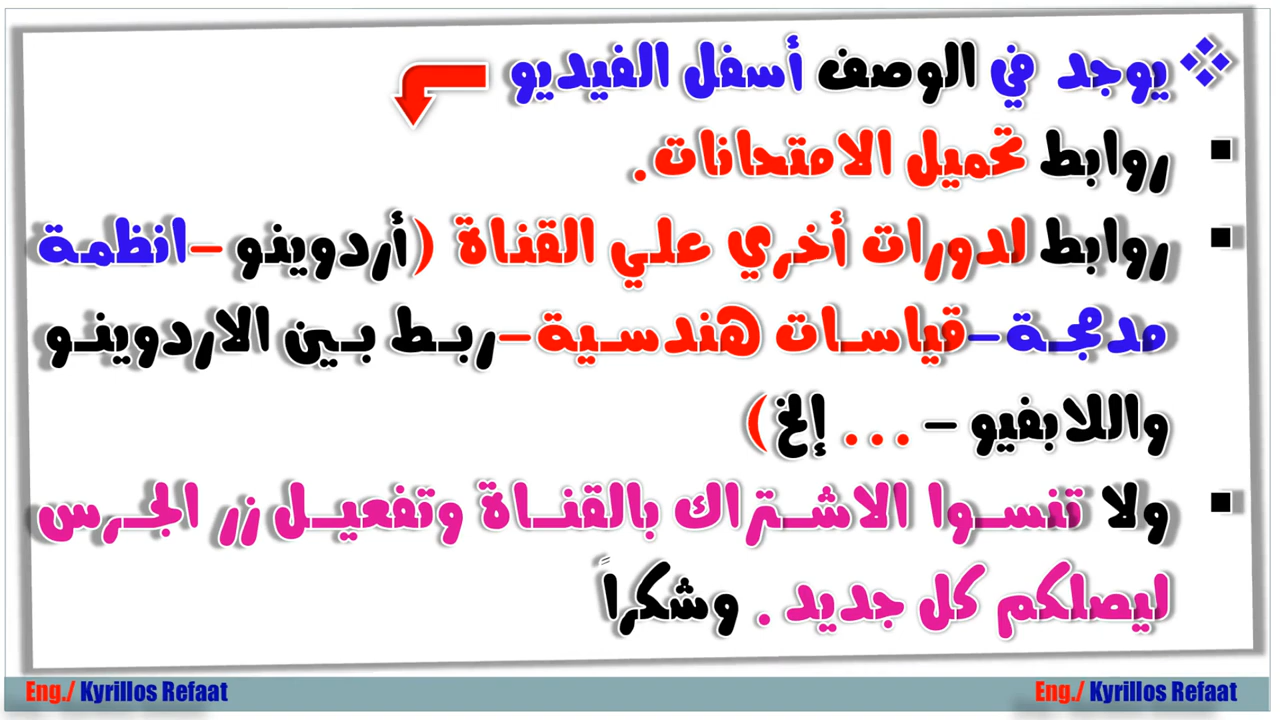 ❖ يوجد في الوصف أسفل الفيديو
▪ روابط تحميل الامتحانات.
▪ روابط لدورات أخري علي القناة (أردوينو –انظمة
مدمجة–قياسات هندسية–ربط بين الاردوينو
واللابفيو – ... إلخ)
▪ ولا تنسوا الاشتراك بالقناة وتفعيل زر الجرس
ليصلكم كل جديد . وشكراً
Eng./ Kyrillos Refaat
Eng./ Kyrillos Refaat